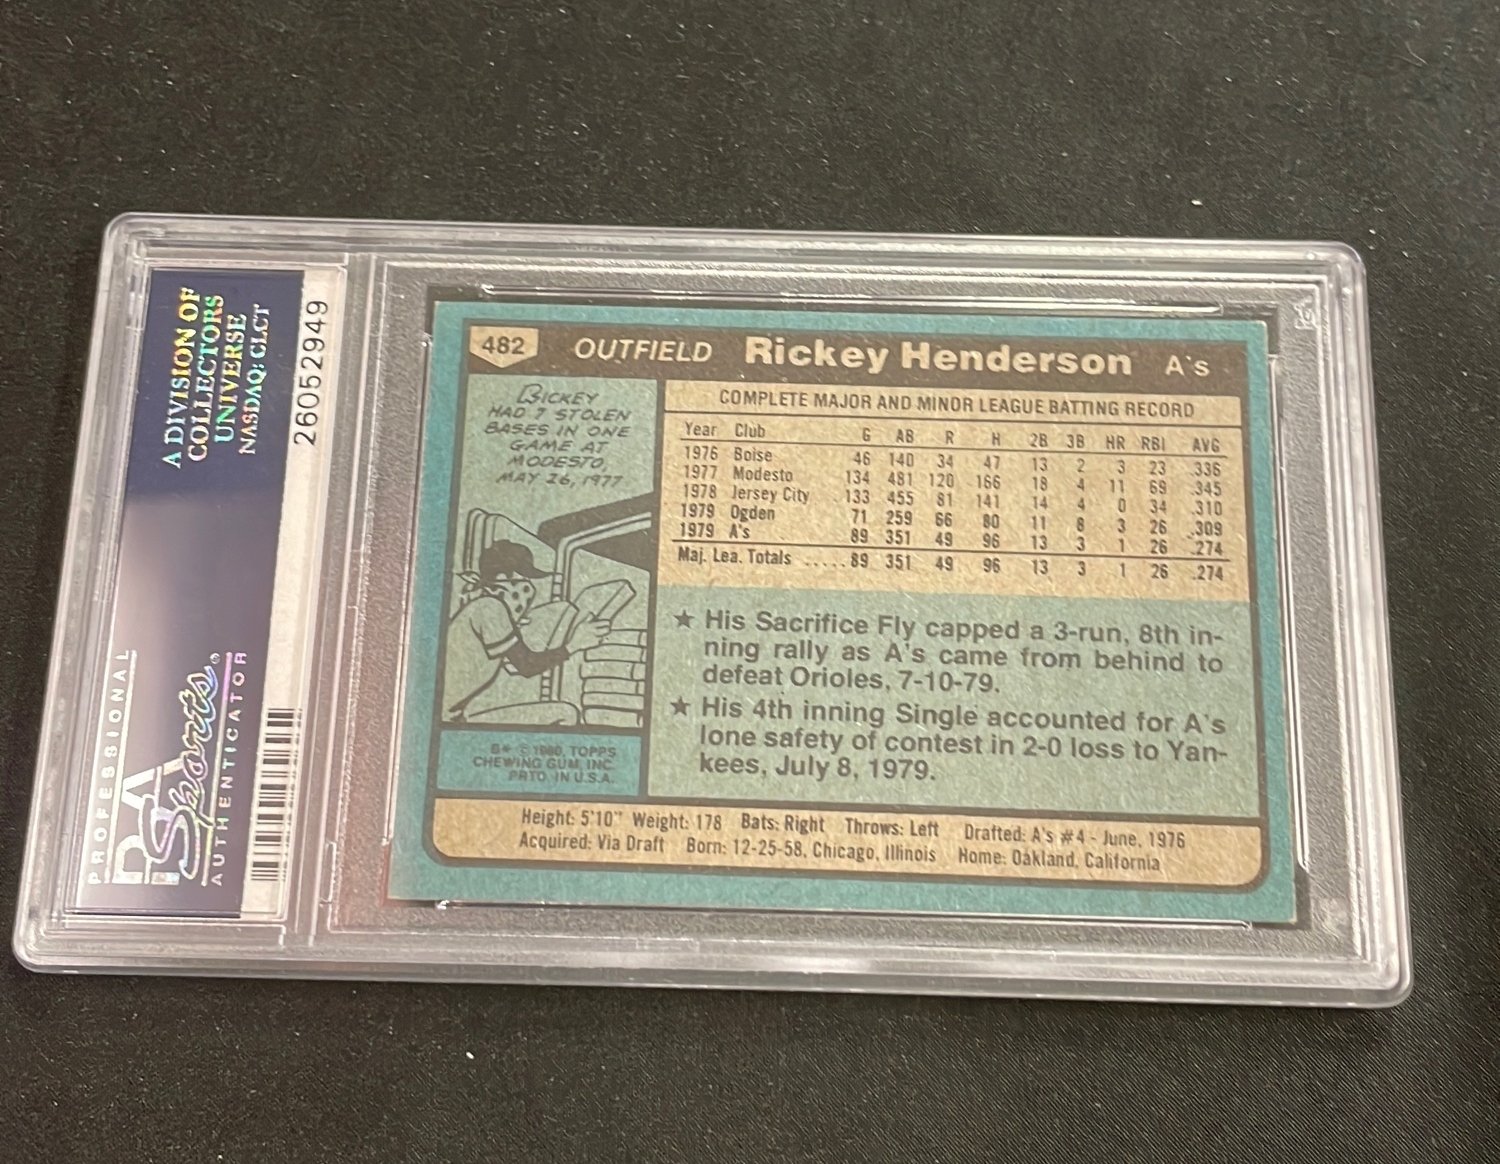 A DIVISION OF
COLLECTORS
UNIVERSE
NASDAQ: CLCT
26052949
PROFESSIONAL
PSA
Sports®
AUTHENTICATOR
482 OUTFIELD Rickey Henderson A's
RICKEY
HAD 7 STOLEN
BASES IN ONE
GAME AT
MODESTO,
MAY 26, 1977
COMPLETE MAJOR AND MINOR LEAGUE BATTING RECORD
Year Club G AB R H 2B 3B HR RBI AVG
1976 Boise 46 140 34 47 13 2 3 23 .336
1977 Modesto 134 481 120 166 18 4 11 69 .345
1978 Jersey City 133 455 81 141 14 4 0 34 .310
1979 Ogden 71 259 66 80 11 8 3 26 .309
1979 A's 89 351 49 96 13 3 1 26 .274
Maj. Lea. Totals ..... 89 351 49 96 13 3 1 26 .274
★ His Sacrifice Fly capped a 3-run, 8th in-
ning rally as A's came from behind to
defeat Orioles, 7-10-79.
★ His 4th inning Single accounted for A's
lone safety of contest in 2-0 loss to Yan-
kees, July 8, 1979.
B* © 1980 TOPPS
CHEWING GUM, INC.
PRTD. IN U.S.A.
Height: 5'10" Weight: 178 Bats: Right Throws: Left Drafted: A's #4 - June, 1976
Acquired: Via Draft Born: 12-25-58, Chicago, Illinois Home: Oakland, California